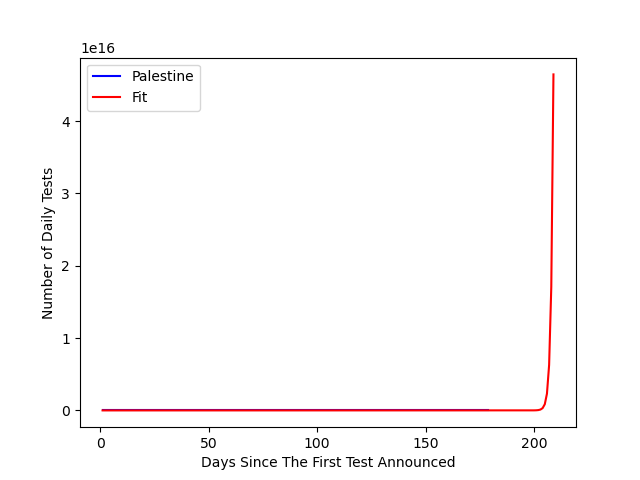 1e16
Palestine
Fit
4
3
2
1
0
0 50 100 150 200
Number of Daily Tests
Days Since The First Test Announced